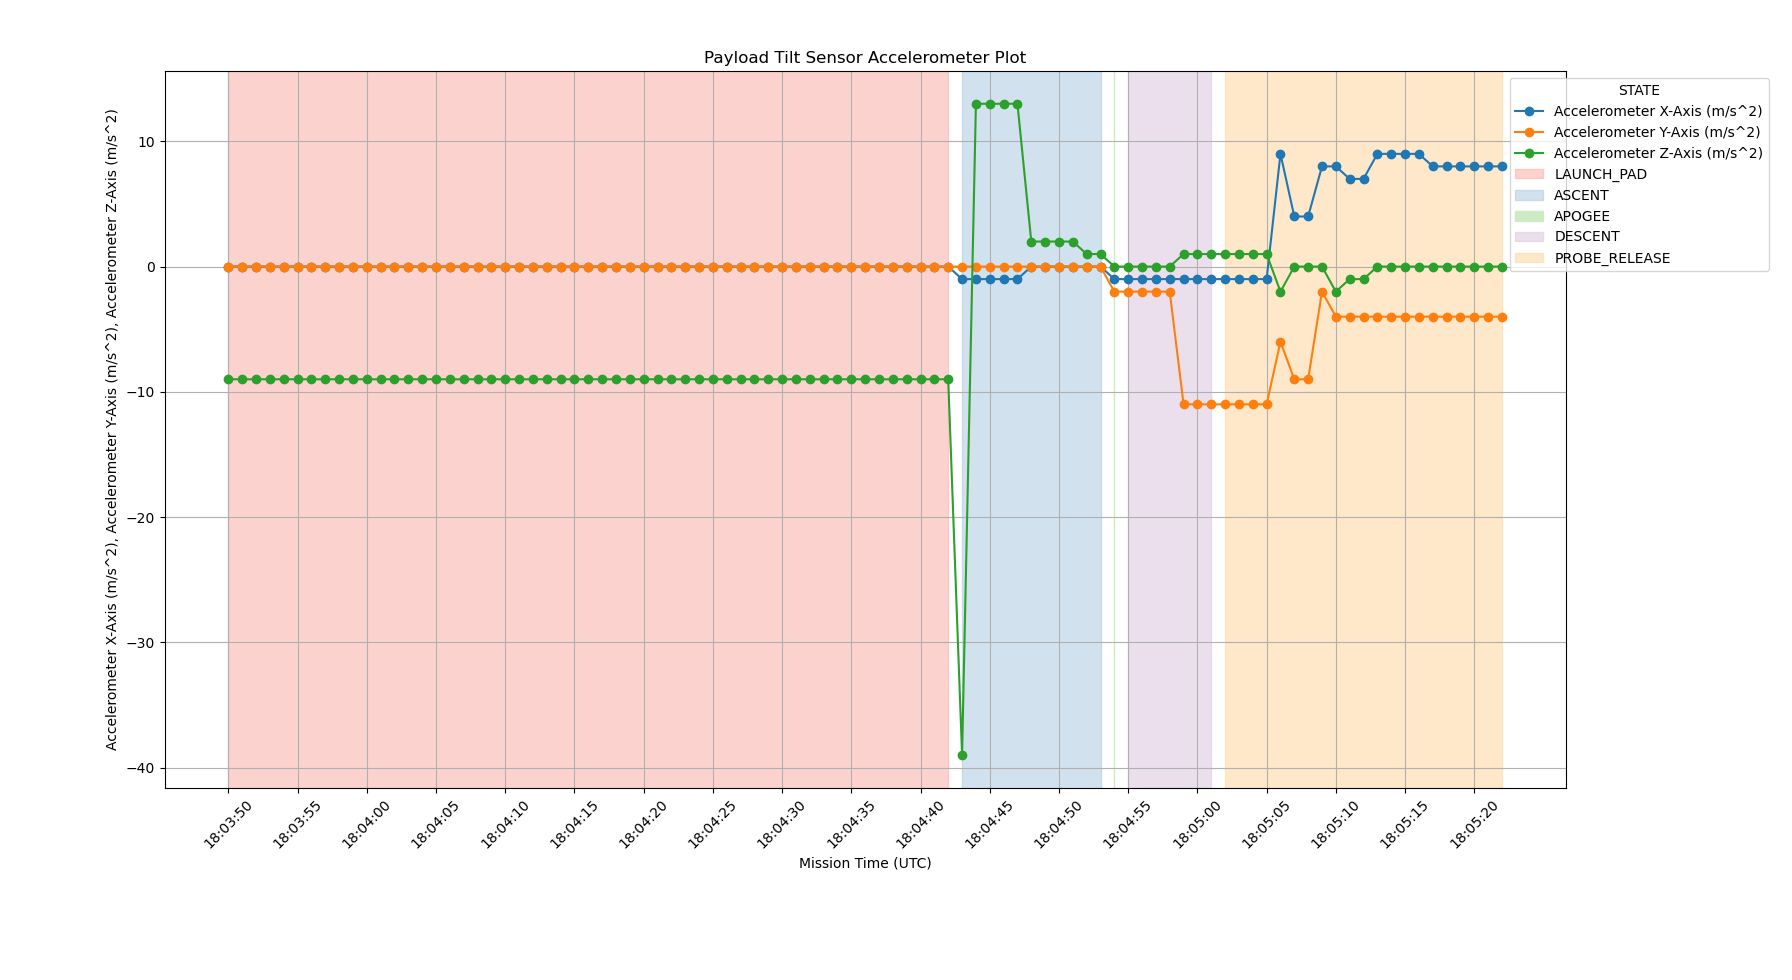 Payload Tilt Sensor Accelerometer Plot
Accelerometer X-Axis (m/s^2), Accelerometer Y-Axis (m/s^2), Accelerometer Z-Axis (m/s^2)
10
0
−10
−20
−30
−40
STATE
Accelerometer X-Axis (m/s^2)
Accelerometer Y-Axis (m/s^2)
Accelerometer Z-Axis (m/s^2)
LAUNCH_PAD
ASCENT
APOGEE
DESCENT
PROBE_RELEASE
18:03:50
18:03:55
18:04:00
18:04:05
18:04:10
18:04:15
18:04:20
18:04:25
18:04:30
18:04:35
18:04:40
18:04:45
18:04:50
18:04:55
18:05:00
18:05:05
18:05:10
18:05:15
18:05:20
Mission Time (UTC)